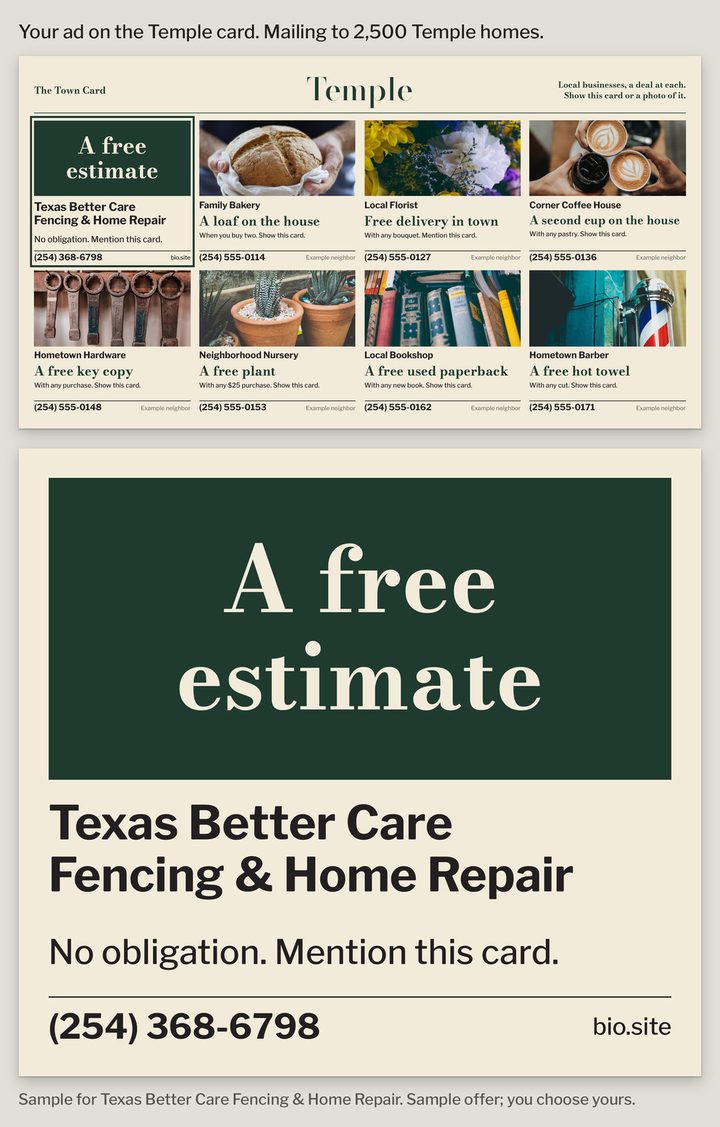 Your ad on the Temple card. Mailing to 2,500 Temple homes.
The Town Card
Temple
Local businesses, a deal at each.
Show this card or a photo of it.
A free
estimate
Texas Better Care
Fencing & Home Repair
No obligation. Mention this card.
(254) 368-6798
bio.site
Family Bakery
A loaf on the house
When you buy two. Show this card.
(254) 555-0114
Example neighbor
Local Florist
Free delivery in town
With any bouquet. Mention this card.
(254) 555-0127
Example neighbor
Corner Coffee House
A second cup on the house
With any pastry. Show this card.
(254) 555-0136
Example neighbor
Hometown Hardware
A free key copy
With any purchase. Show this card.
(254) 555-0148
Example neighbor
Neighborhood Nursery
A free plant
With any $25 purchase. Show this card.
(254) 555-0153
Example neighbor
Local Bookshop
A free used paperback
With any new book. Show this card.
(254) 555-0162
Example neighbor
Hometown Barber
A free hot towel
With any cut. Show this card.
(254) 555-0171
Example neighbor
A free
estimate
Texas Better Care
Fencing & Home Repair
No obligation. Mention this card.
(254) 368-6798
bio.site
Sample for Texas Better Care Fencing & Home Repair. Sample offer; you choose yours.